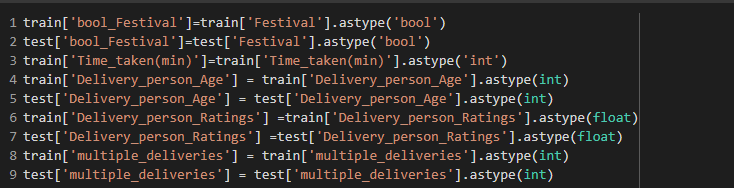 1 train['bool_Festival']=train['Festival'].astype('bool')
2 test['bool_Festival']=test['Festival'].astype('bool')
3 train['Time_taken(min)']=train['Time_taken(min)'].astype('int')
4 train['Delivery_person_Age'] = train['Delivery_person_Age'].astype(int)
5 test['Delivery_person_Age'] = test['Delivery_person_Age'].astype(int)
6 train['Delivery_person_Ratings'] =train['Delivery_person_Ratings'].astype(float)
7 test['Delivery_person_Ratings'] =test['Delivery_person_Ratings'].astype(float)
8 train['multiple_deliveries'] = train['multiple_deliveries'].astype(int)
9 test['multiple_deliveries'] = test['multiple_deliveries'].astype(int)